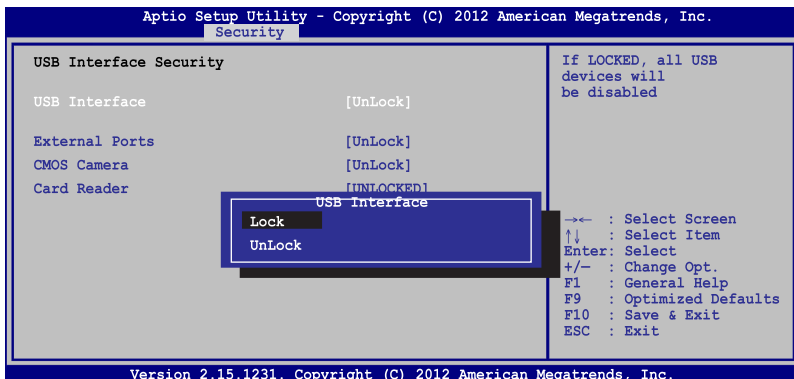 Aptio Setup Utility - Copyright (C) 2012 American Megatrends, Inc.
Security
USB Interface Security
USB Interface [UnLock]
External Ports [UnLock]
CMOS Camera [UnLock]
Card Reader [UNLOCKED]
USB Interface
Lock
UnLock
If LOCKED, all USB
devices will
be disabled
→← : Select Screen
↑↓ : Select Item
Enter: Select
+/— : Change Opt.
F1 : General Help
F9 : Optimized Defaults
F10 : Save & Exit
ESC : Exit
Version 2.15.1231. Copyright (C) 2012 American Megatrends, Inc.